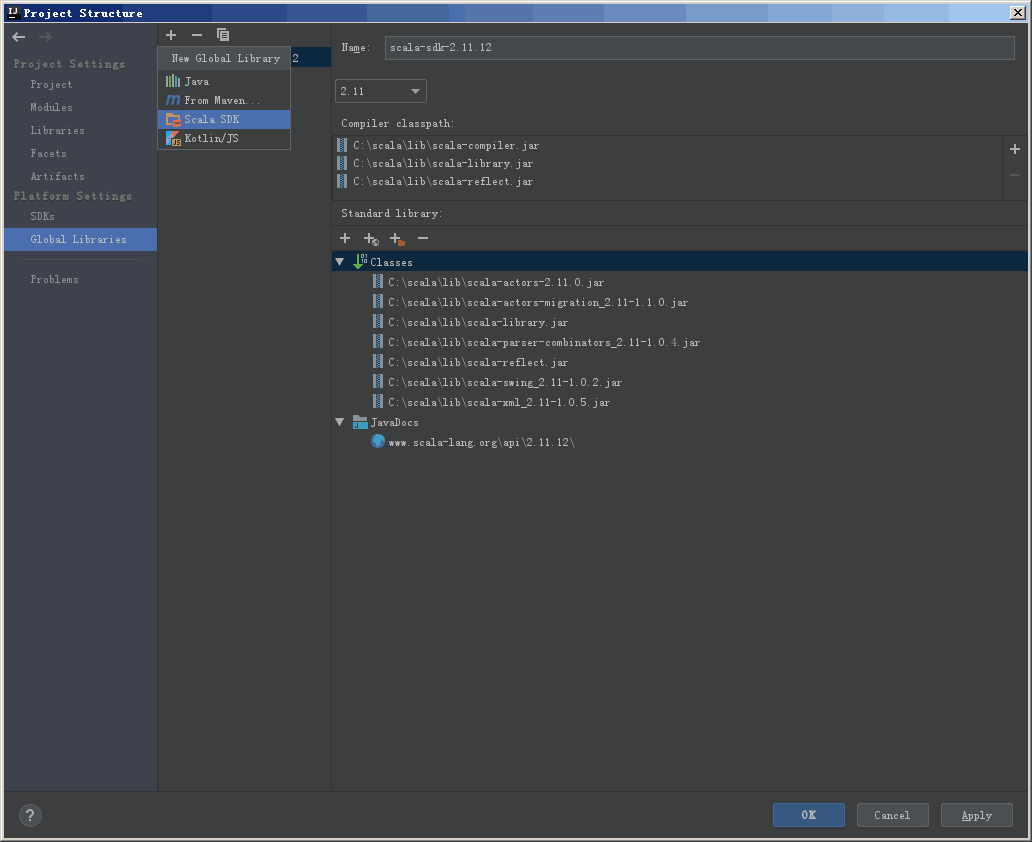 Project Structure
Project Settings
Project
Modules
Libraries
Facets
Artifacts
Platform Settings
SDKs
Global Libraries
Problems
New Global Library
2
Java
From Maven...
Scala SDK
Kotlin/JS
Name: scala-sdk-2.11.12
2.11
Compiler classpath:
C:\scala\lib\scala-compiler.jar
C:\scala\lib\scala-library.jar
C:\scala\lib\scala-reflect.jar
Standard library:
Classes
C:\scala\lib\scala-actors-2.11.0.jar
C:\scala\lib\scala-actors-migration_2.11-1.1.0.jar
C:\scala\lib\scala-library.jar
C:\scala\lib\scala-parser-combinators_2.11-1.0.4.jar
C:\scala\lib\scala-reflect.jar
C:\scala\lib\scala-swing_2.11-1.0.2.jar
C:\scala\lib\scala-xml_2.11-1.0.5.jar
JavaDocs
www.scala-lang.org\api\2.11.12\
?
OK
Cancel
Apply